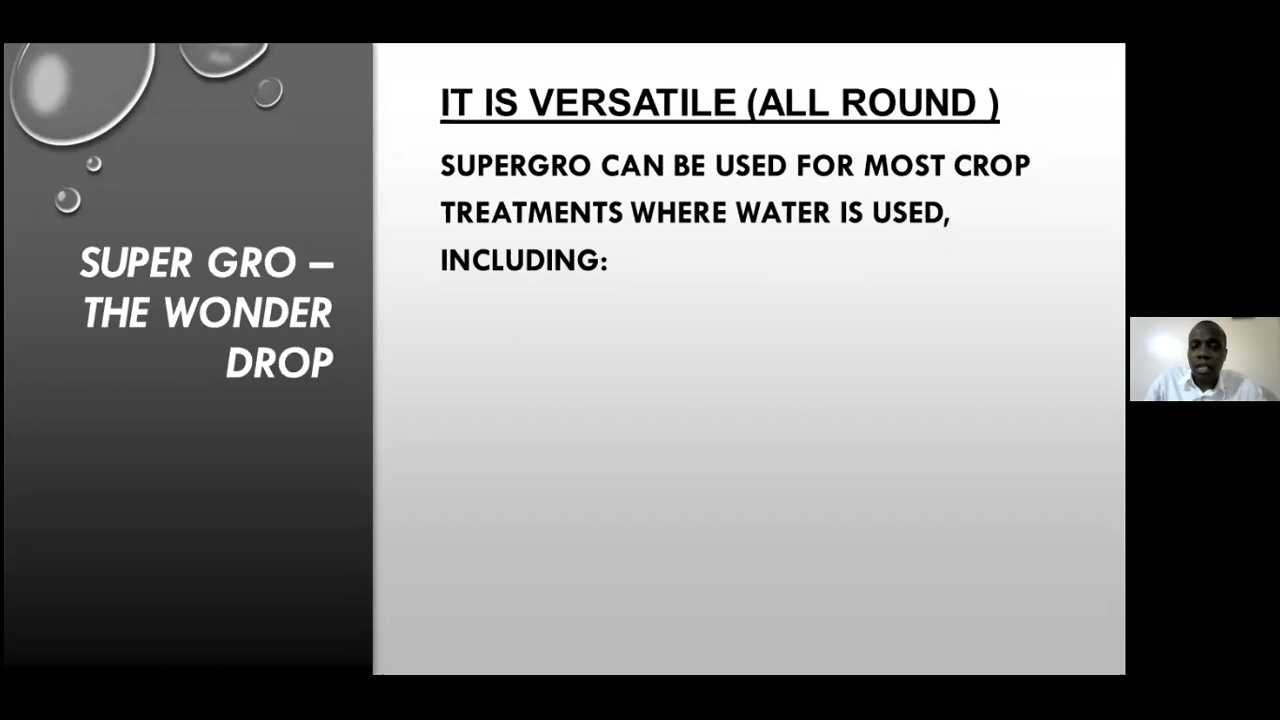 SUPER GRO –
THE WONDER
DROP
IT IS VERSATILE (ALL ROUND )
SUPERGRO CAN BE USED FOR MOST CROP
TREATMENTS WHERE WATER IS USED,
INCLUDING: